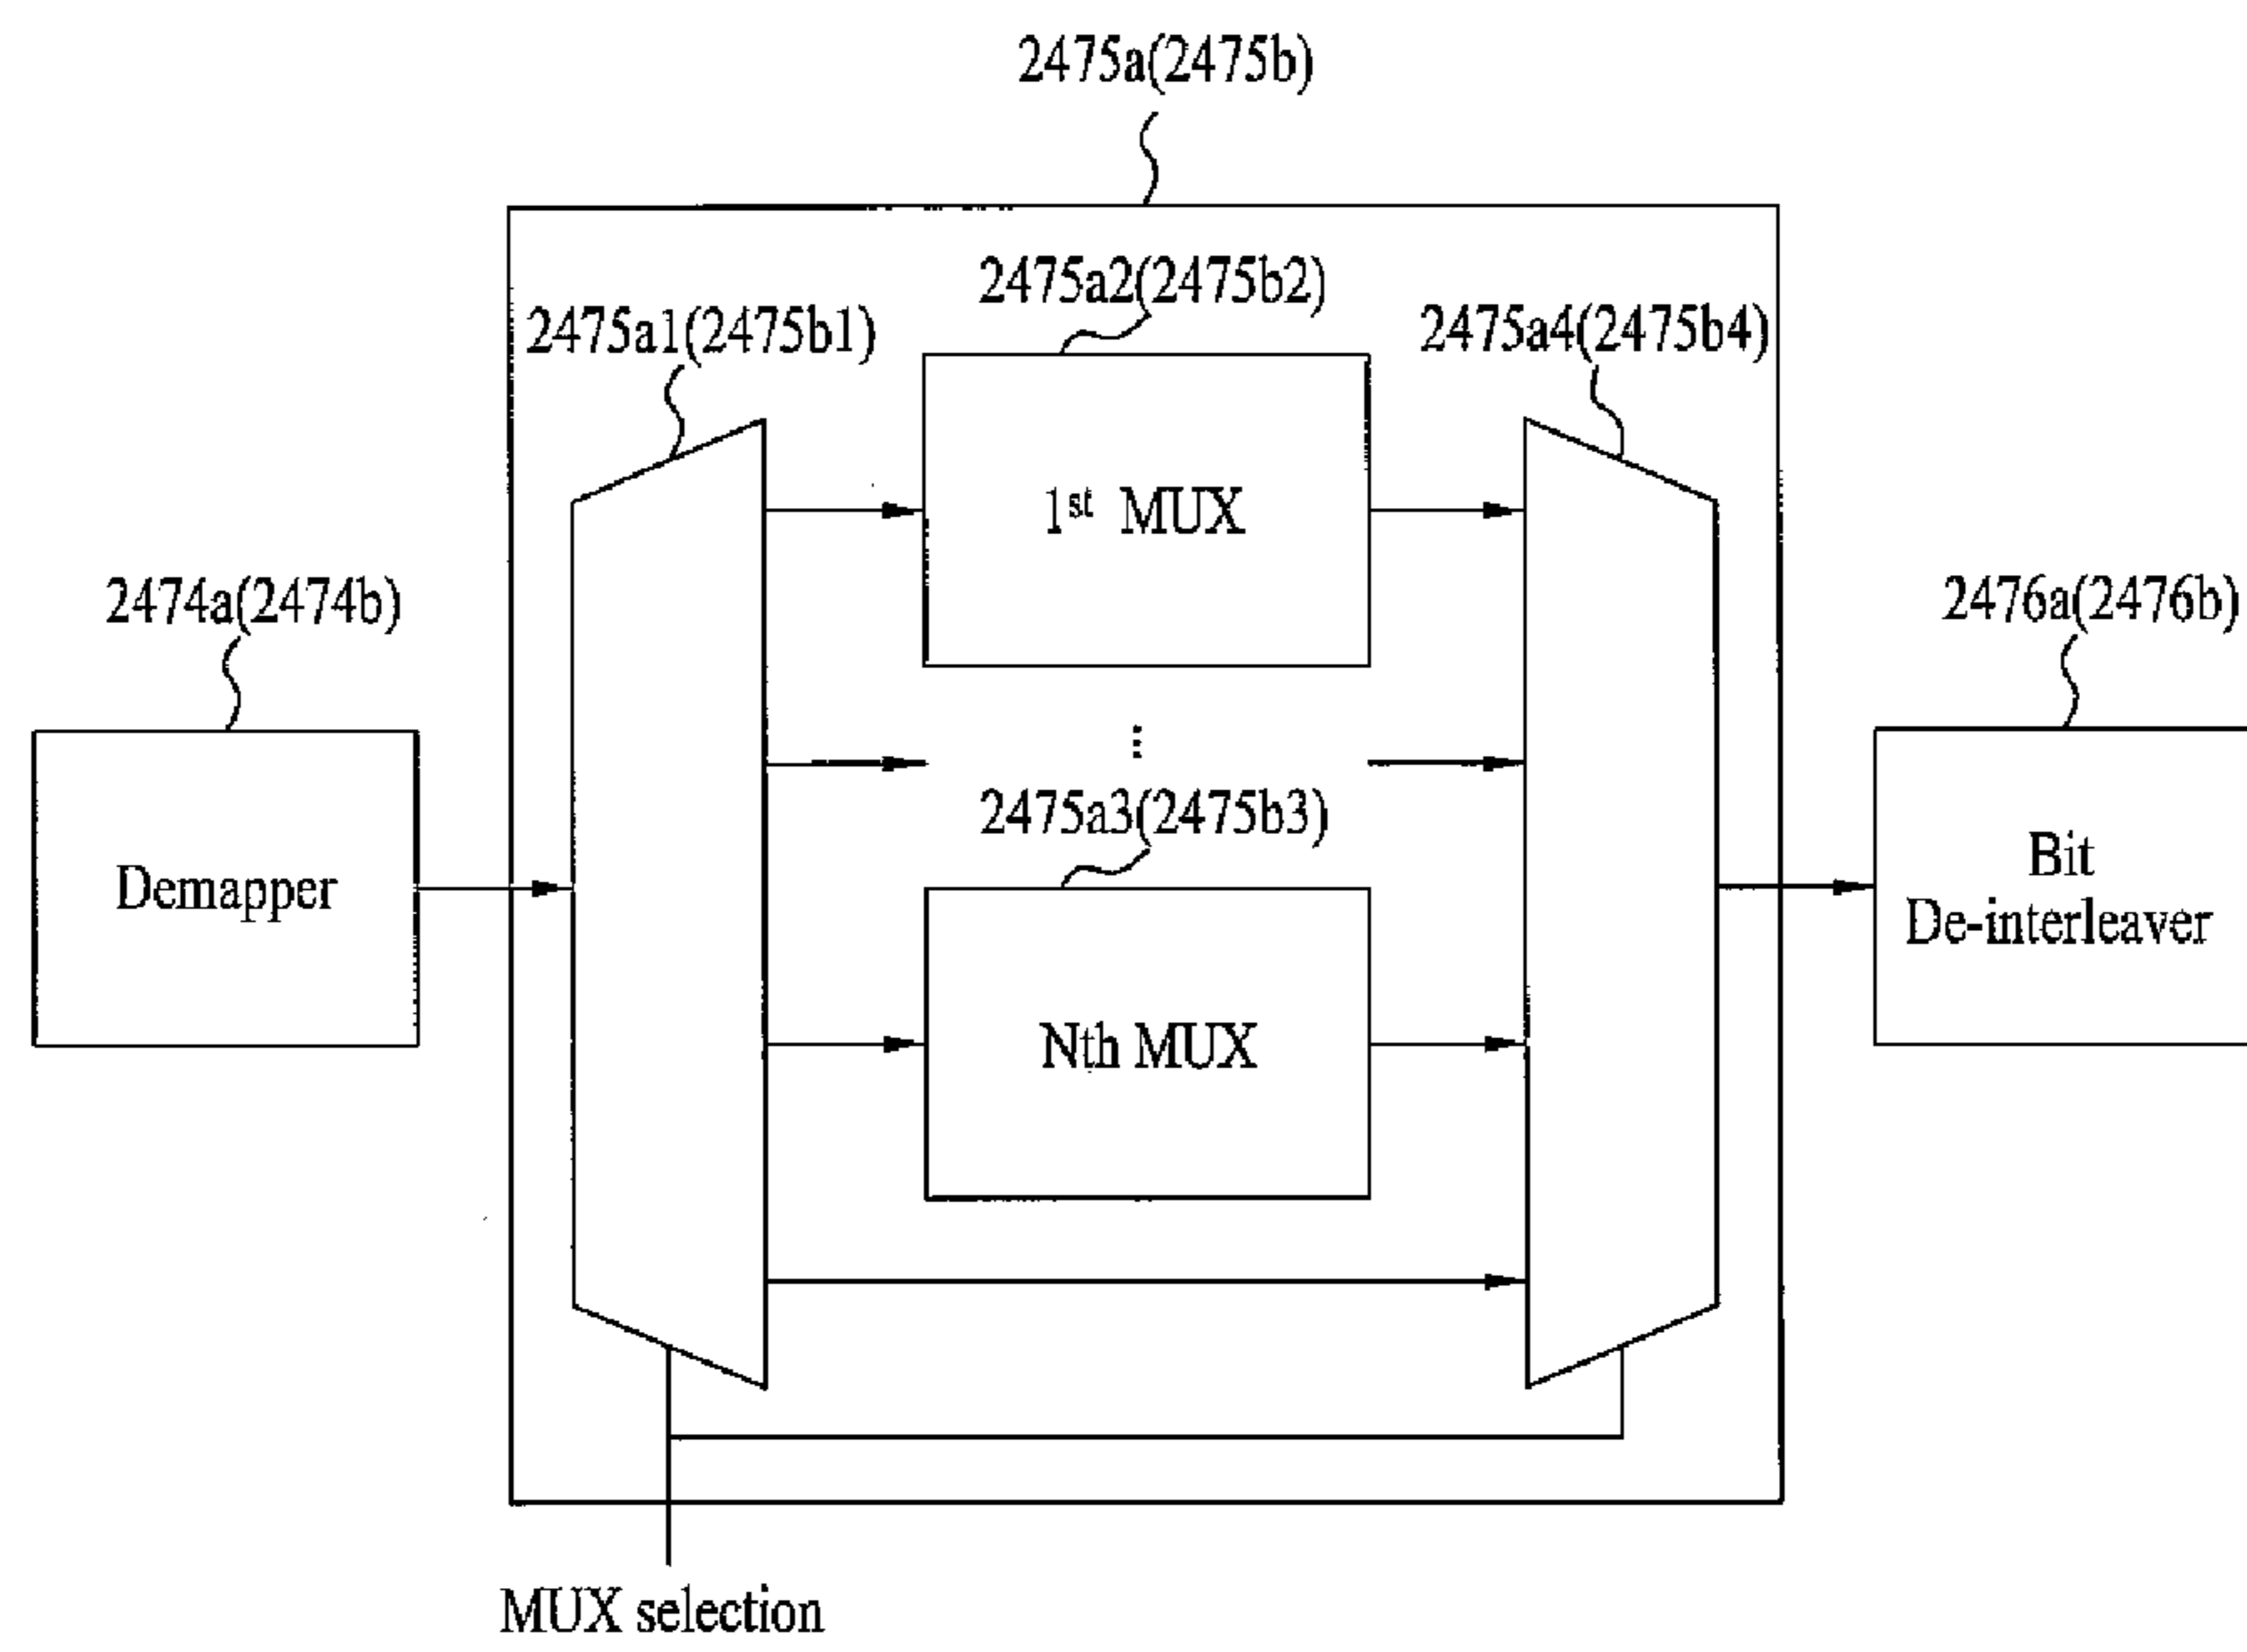 2475a(2475b)
2475a2(2475b2)
2475a1(2475b1)
2475a4(2475b4)
1st MUX
2474a(2474b)
2476a(2476b)
⋮
2475a3(2475b3)
Demapper
Bit
De-interleaver
Nth MUX
MUX selection